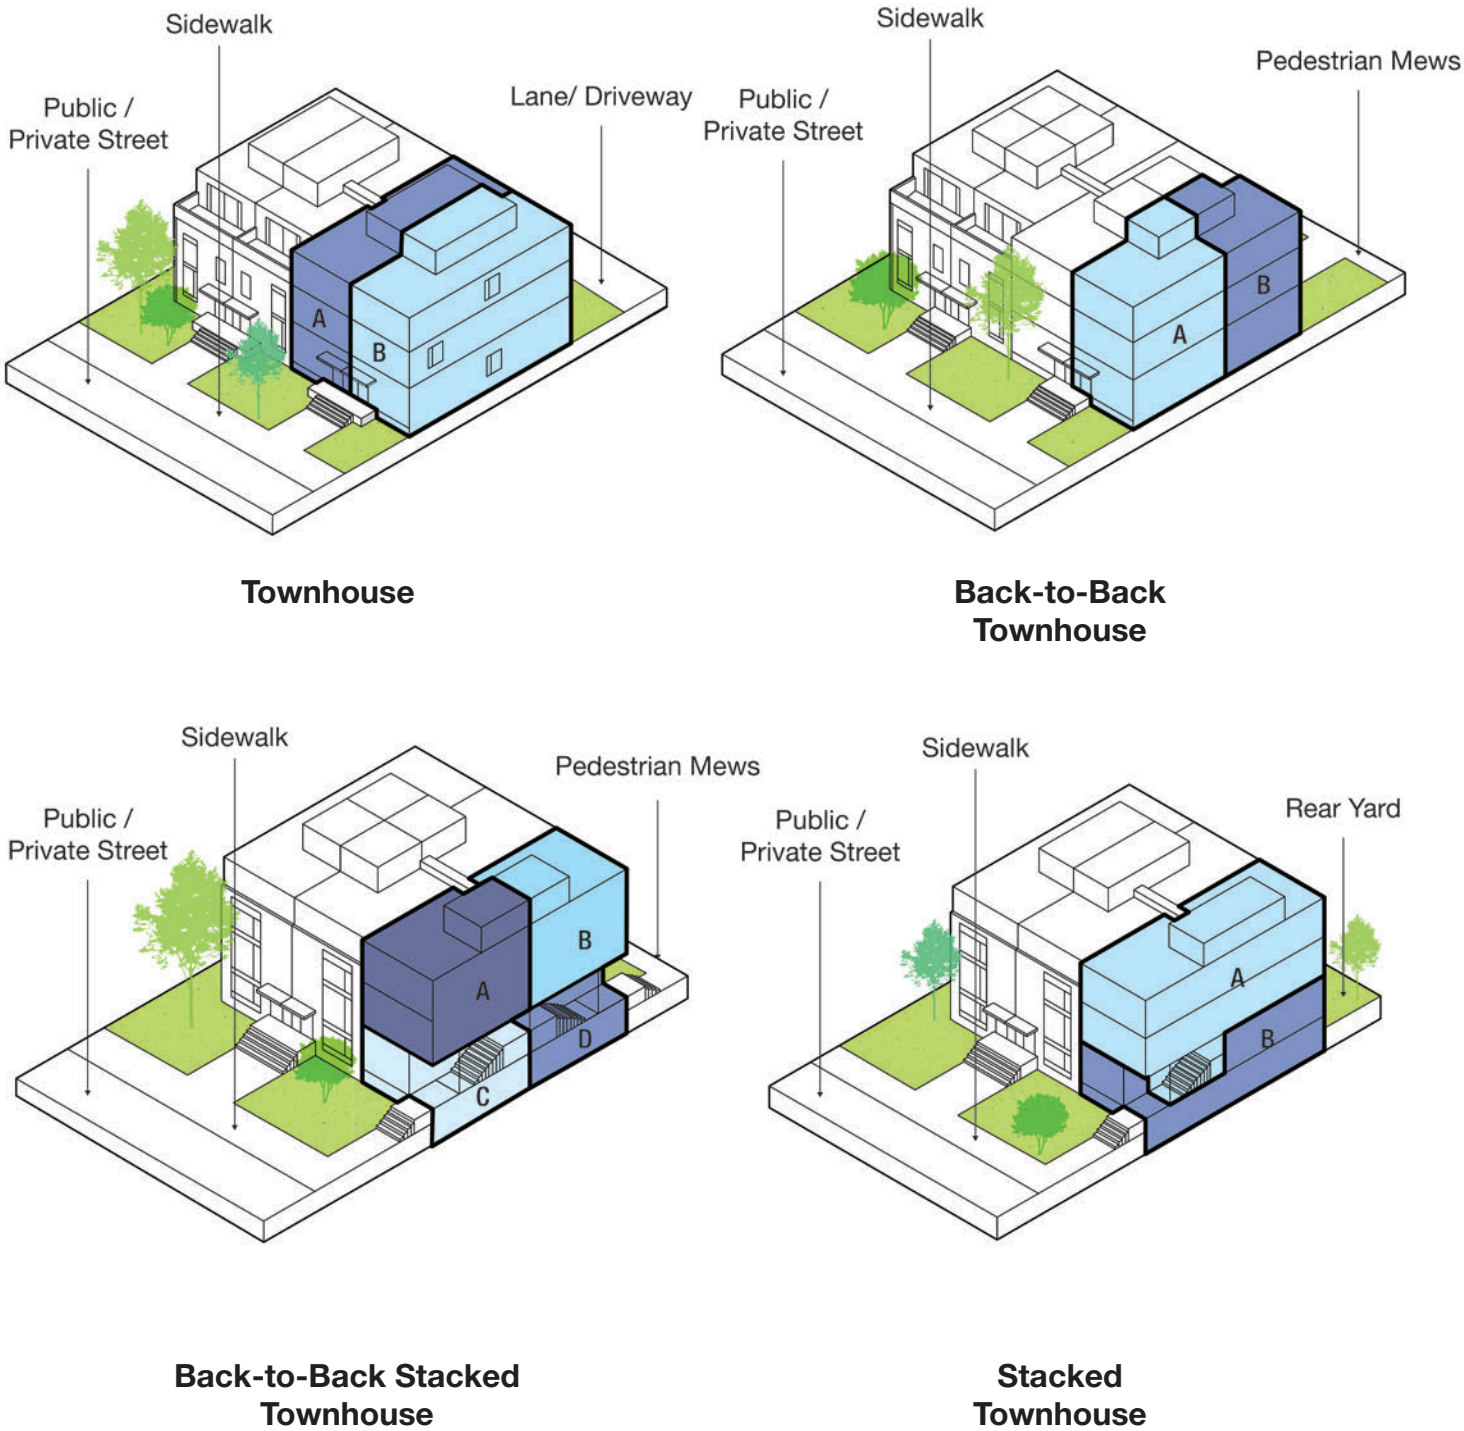 Sidewalk
Public /
Private Street
Lane/ Driveway
A
B
Townhouse
Sidewalk
Public /
Private Street
Pedestrian Mews
A
B
Back-to-Back
Townhouse
Sidewalk
Public /
Private Street
Pedestrian Mews
A
B
C
D
Back-to-Back Stacked
Townhouse
Sidewalk
Public /
Private Street
Rear Yard
A
B
Stacked
Townhouse